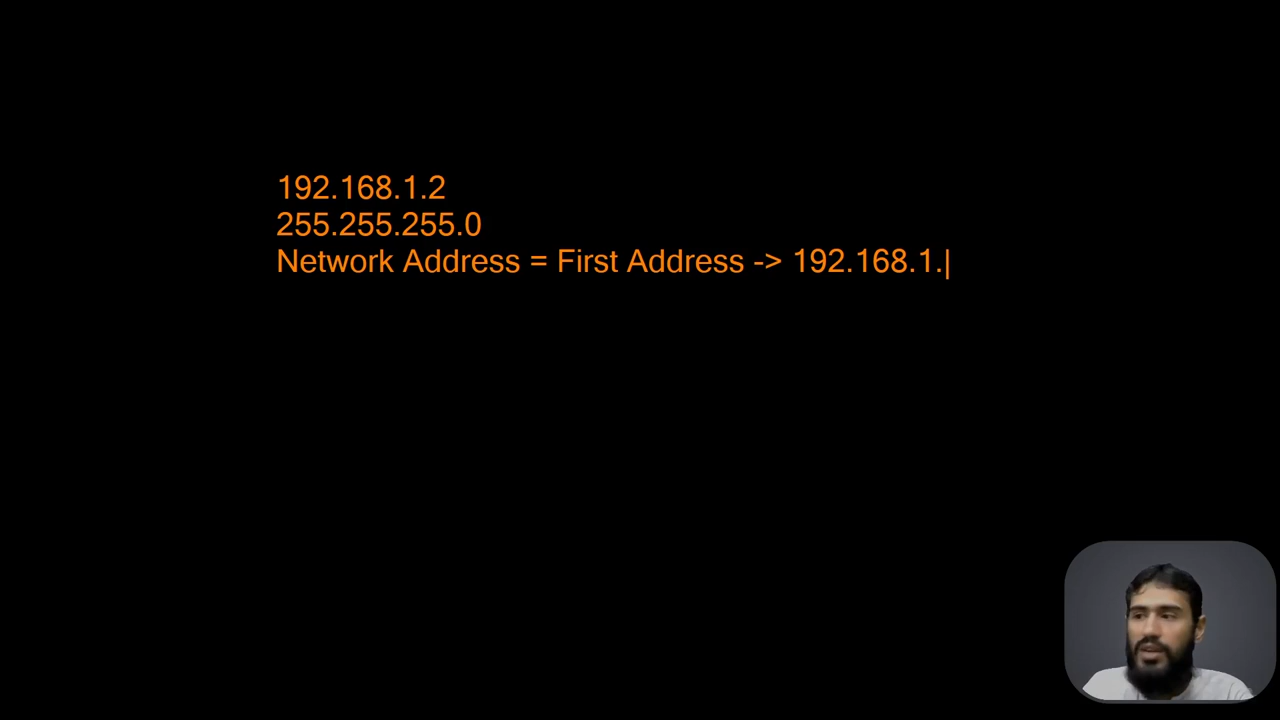 192.168.1.2
255.255.255.0
Network Address = First Address -> 192.168.1.